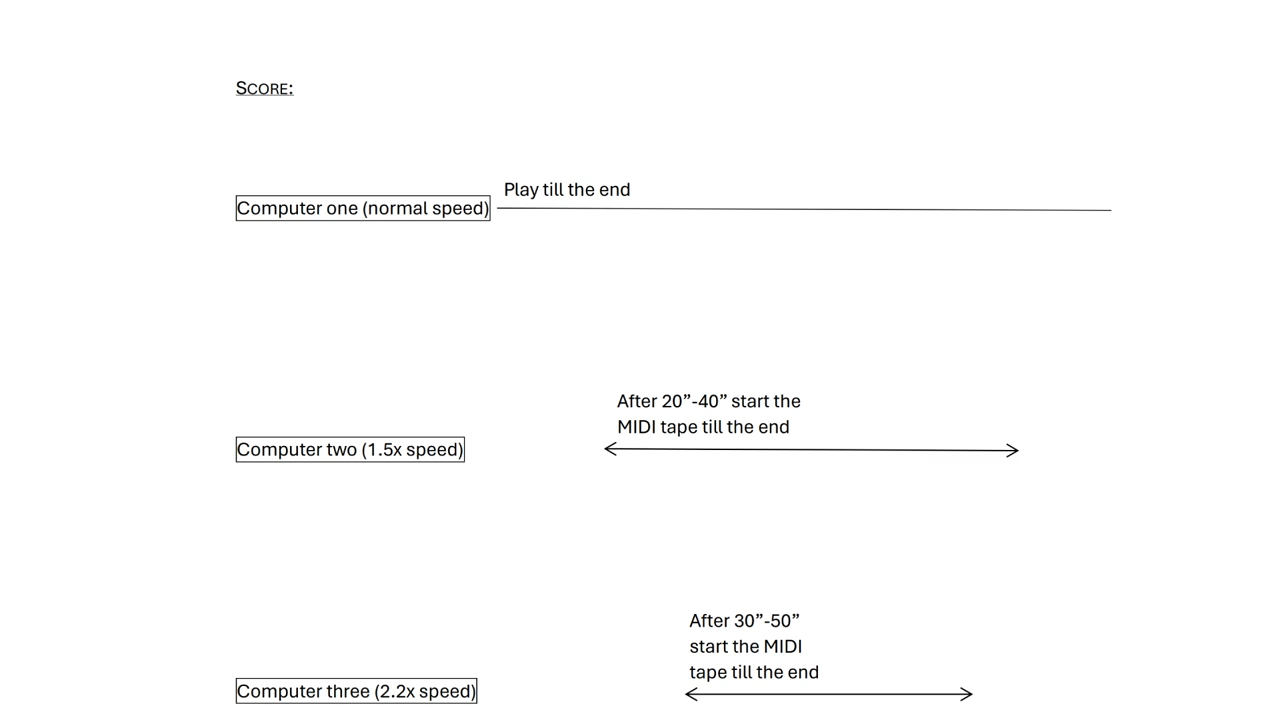 SCORE:
Play till the end
Computer one (normal speed)
After 20”-40” start the
MIDI tape till the end
Computer two (1.5x speed)
After 30”-50”
start the MIDI
tape till the end
Computer three (2.2x speed)